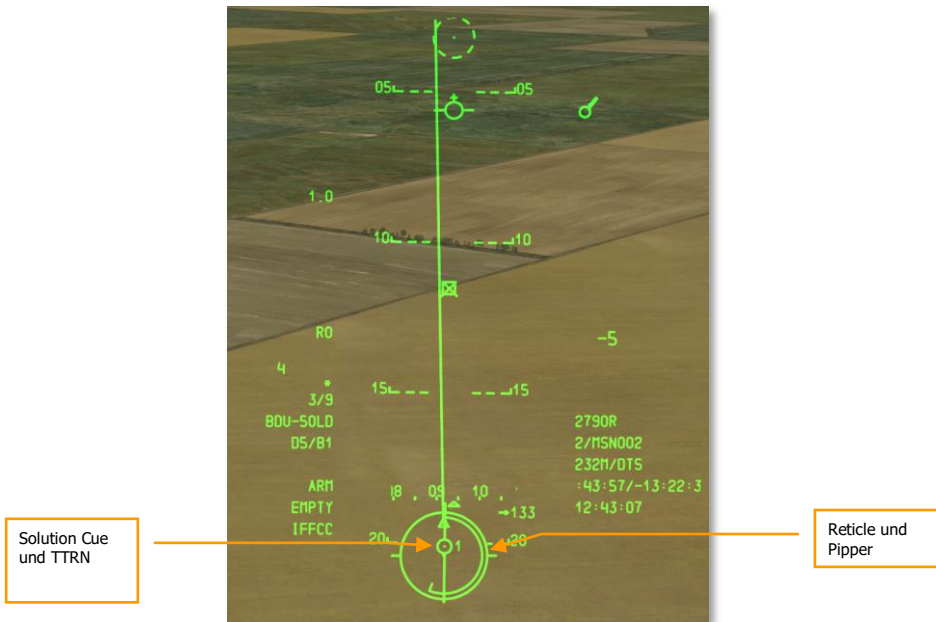 05 05
1.0
10 10
RO
-5
4
*
15 15
3/9
BDU-50LD
2790R
D5/B1
2/MSN002
232M/DTS
ARM
:43:57/-13:22:3
18 09 10
EMPTY
→133
12:43:07
IFFCC
20 20
1
Solution Cue
und TTRN
Reticle und
Pipper